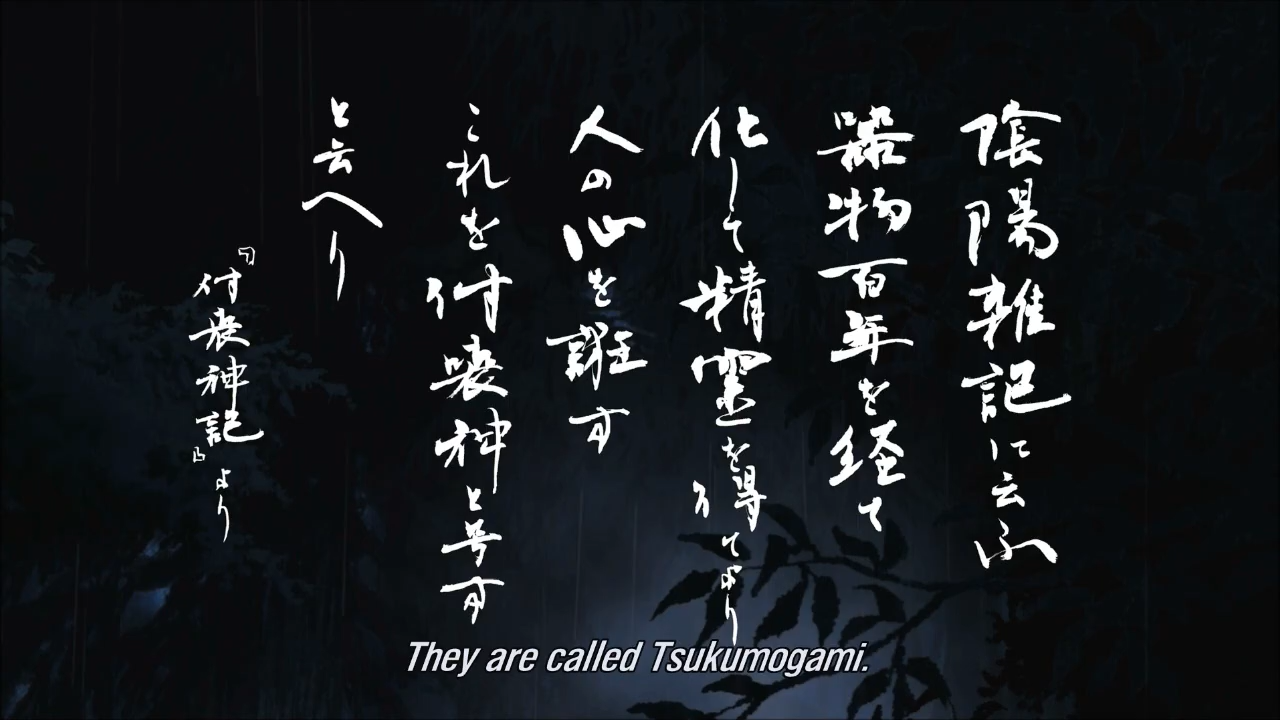 陰陽雑記に云ふ
器物百年を経て
化して精霊を得てより
人の心を誑す
これを付喪神と号す
と云へり
『付喪神記』より
They are called Tsukumogami.